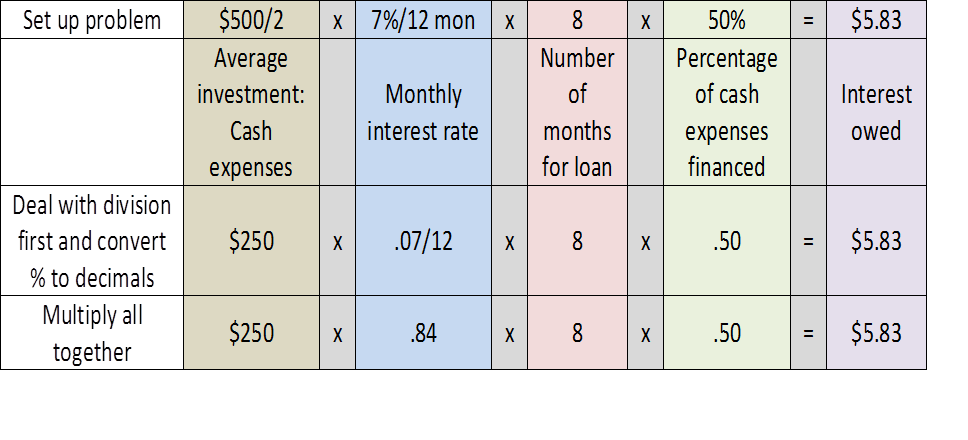 Set up problem $500/2 x 7%/12 mon x 8 x 50% = $5.83
Average investment: Cash expenses
Monthly interest rate
Number of months for loan
Percentage of cash expenses financed
Interest owed
Deal with division first and convert % to decimals $250 x .07/12 x 8 x .50 = $5.83
Multiply all together $250 x .84 x 8 x .50 = $5.83